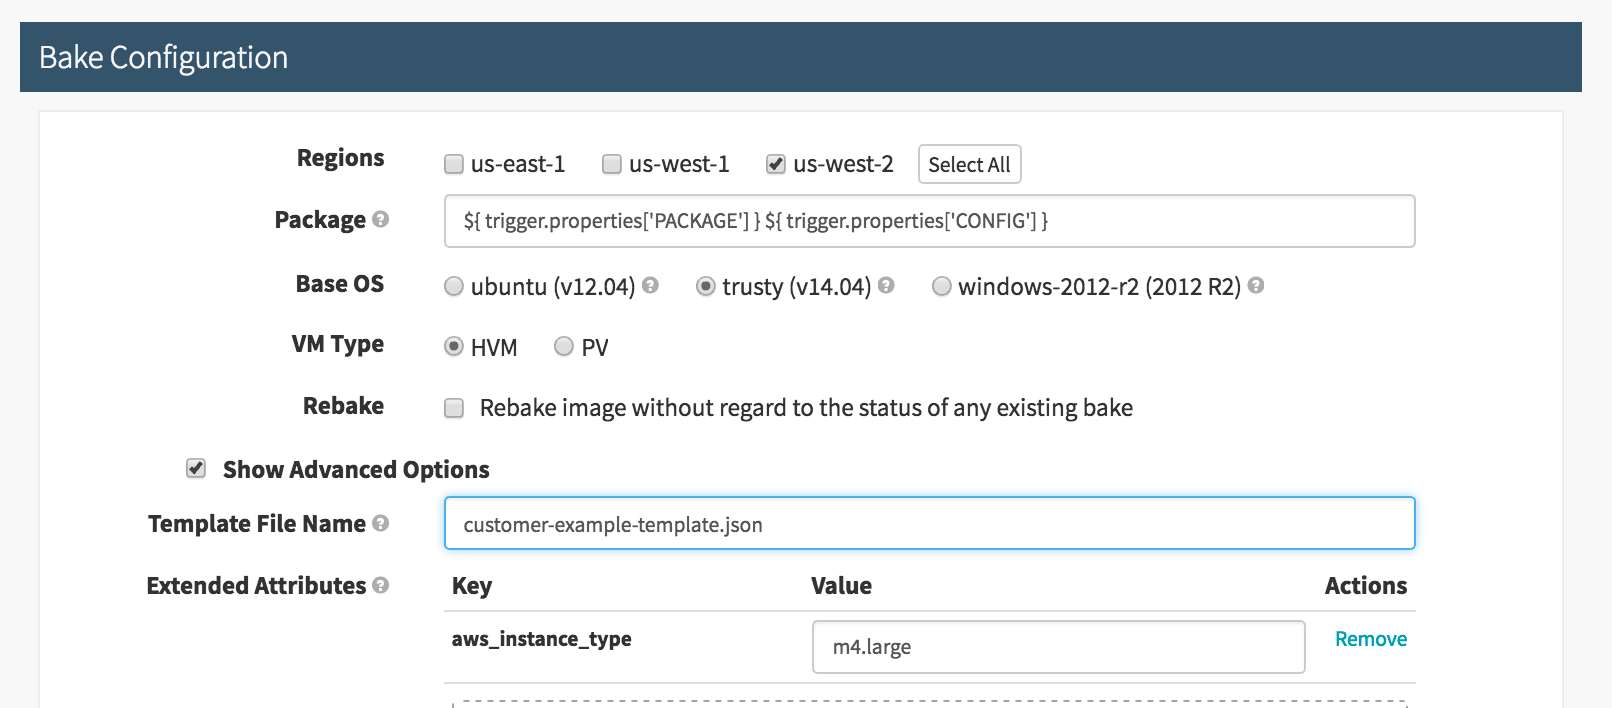 Bake Configuration
Regions us-east-1 us-west-1 us-west-2 Select All
Package ? ${ trigger.properties['PACKAGE'] } ${ trigger.properties['CONFIG'] }
Base OS ubuntu (v12.04) ? trusty (v14.04) ? windows-2012-r2 (2012 R2) ?
VM Type HVM PV
Rebake Rebake image without regard to the status of any existing bake
Show Advanced Options
Template File Name ? customer-example-template.json
Extended Attributes ? Key Value Actions
aws_instance_type m4.large Remove